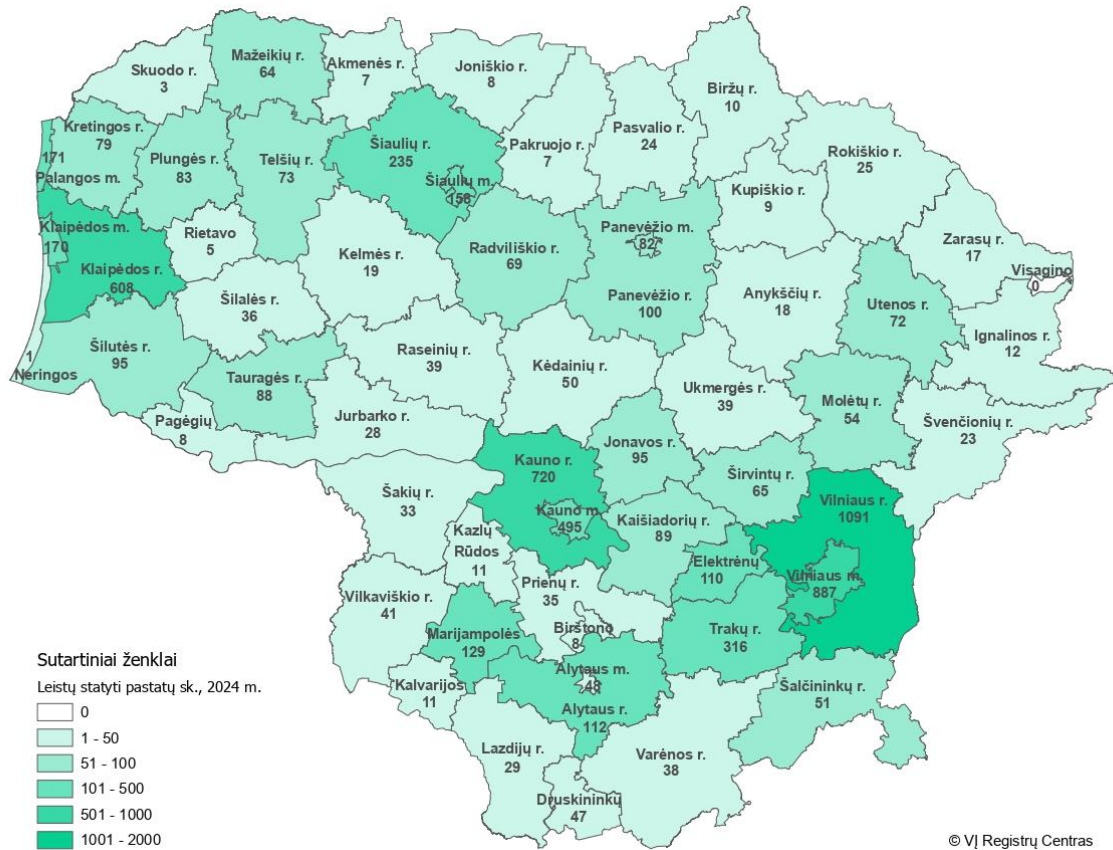 Skuodo r.
3
Mažeikių r.
64
Akmenės r.
7
Joniškio r.
8
Biržų r.
10
Kretingos r.
79
171
Palangos m.
Plungės r.
83
Telšių r.
73
Šiaulių r.
235
Šiaulių m.
158
Pakruojo r.
7
Pasvalio r.
24
Rokiškio r.
25
Kupiškio r.
9
Klaipėdos m.
170
Klaipėdos r.
608
Rietavo
5
Kelmės r.
19
Radviliškio r.
69
Panevėžio m.
82
Panevėžio r.
100
Anykščių r.
18
Zarasų r.
17
Visagino
0
Utenos r.
72
Ignalinos r.
12
Šilalės r.
36
Šilutės r.
95
1
Neringos
Tauragės r.
88
Raseinių r.
39
Kėdainių r.
50
Ukmergės r.
39
Molėtų r.
54
Švenčionių r.
23
Pagėgių
8
Jurbarko r.
28
Jonavos r.
95
Širvintų r.
65
Šakių r.
33
Kauno r.
720
Kauno m.
495
Kaišiadorių r.
89
Vilniaus r.
1091
Vilniaus m.
887
Elektrėnų
110
Kazlų
Rūdos
11
Prienų r.
35
Birštono
8
Vilkaviškio r.
41
Marijampolės
129
Trakų r.
316
Alytaus m.
48
Alytaus r.
112
Kalvarijos
11
Šalčininkų r.
51
Lazdijų r.
29
Varėnos r.
38
Druskininkų
47
Sutartiniai ženklai
Leistų statyti pastatų sk., 2024 m.
0
1 - 50
51 - 100
101 - 500
501 - 1000
1001 - 2000
© VĮ Registrų Centras